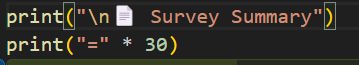 print("\n📄 Survey Summary")
print("=" * 30)